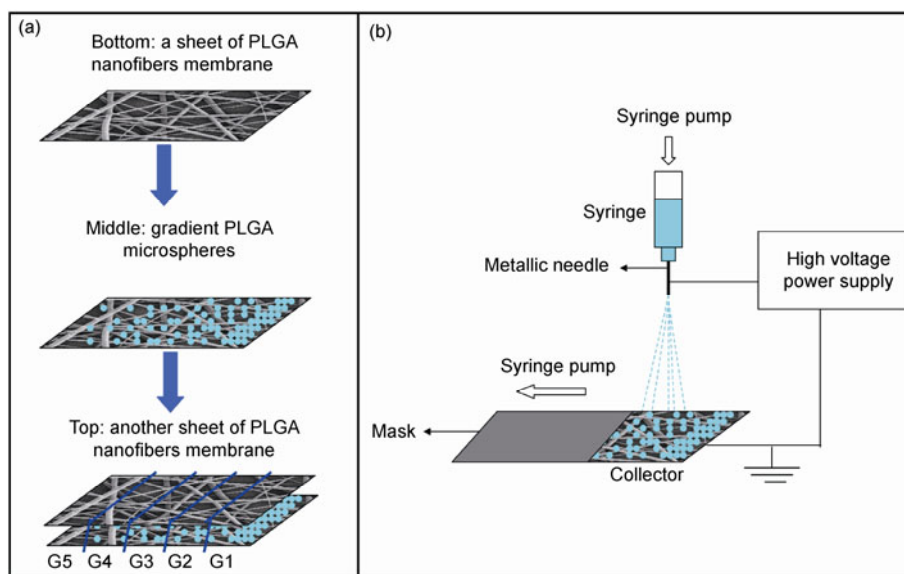 (a)
Bottom: a sheet of PLGA
nanofibers membrane
Middle: gradient PLGA
microspheres
Top: another sheet of PLGA
nanofibers membrane
G5 G4 G3 G2 G1
(b)
Syringe pump
Syringe
Metallic needle
High voltage
power supply
Syringe pump
Mask
Collector